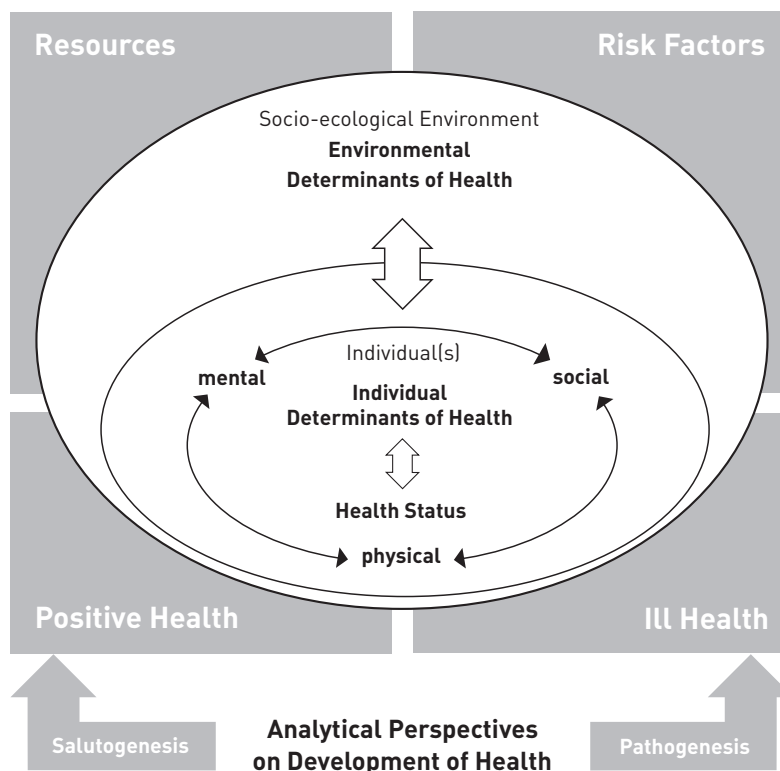 Resources
Risk Factors
Socio-ecological Environment
Environmental
Determinants of Health
Individual(s)
mental
social
Individual
Determinants of Health
Health Status
physical
Positive Health
Ill Health
Salutogenesis
Analytical Perspectives
on Development of Health
Pathogenesis